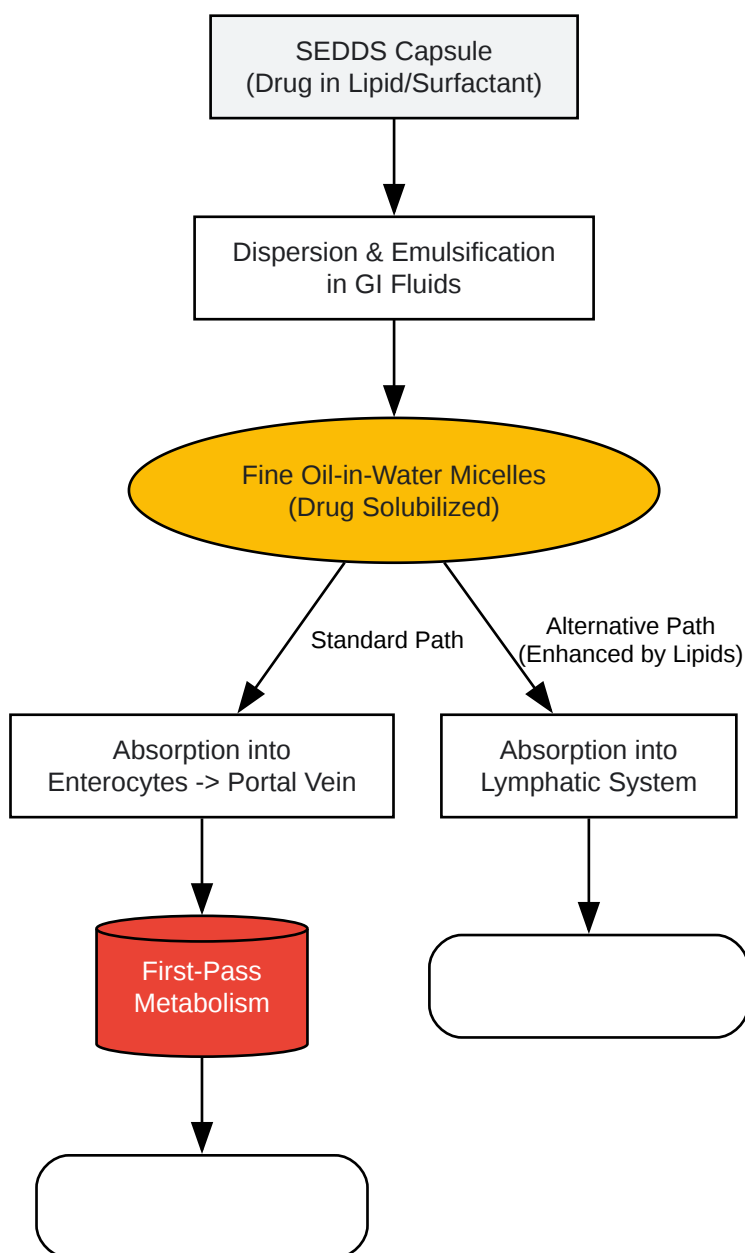 SEDDS Capsule
(Drug in Lipid/Surfactant)
Dispersion & Emulsification
in GI Fluids
Fine Oil-in-Water Micelles
(Drug Solubilized)
Standard Path
Alternative Path
(Enhanced by Lipids)
Absorption into
Enterocytes -> Portal Vein
Absorption into
Lymphatic System
First-Pass
Metabolism